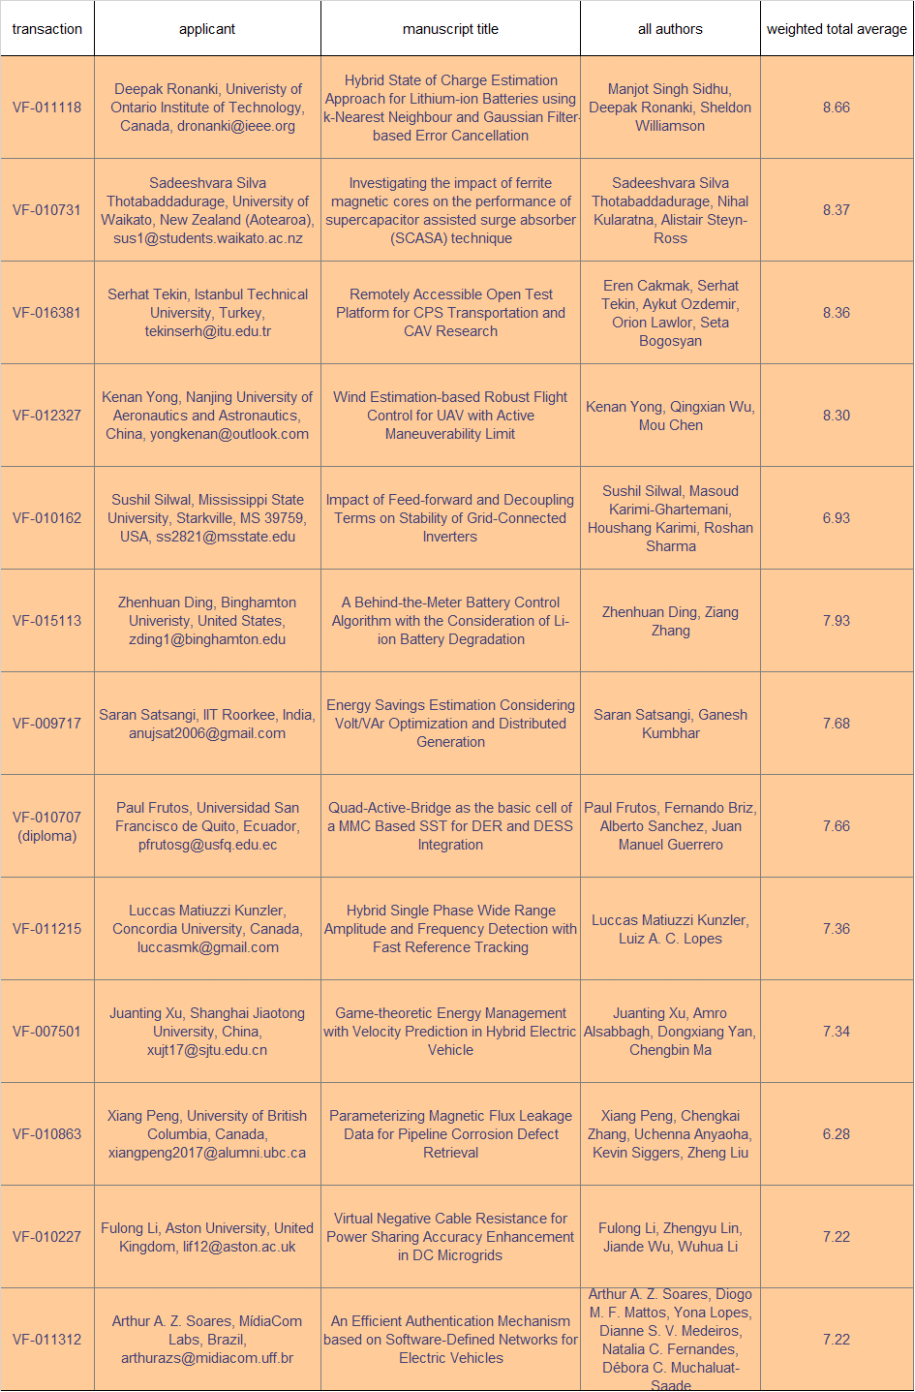 transaction applicant manuscript title all authors weighted total average
VF-011118
Deepak Ronanki, Univeristy of
Ontario Institute of Technology,
Canada, dronanki@ieee.org
Hybrid State of Charge Estimation
Approach for Lithium-ion Batteries using
k-Nearest Neighbour and Gaussian Filter-
based Error Cancellation
Manjot Singh Sidhu,
Deepak Ronanki, Sheldon
Williamson
8.66
VF-010731
Sadeeshvara Silva
Thotabaddadurage, University of
Waikato, New Zealand (Aotearoa),
sus1@students.waikato.ac.nz
Investigating the impact of ferrite
magnetic cores on the performance of
supercapacitor assisted surge absorber
(SCASA) technique
Sadeeshvara Silva
Thotabaddadurage, Nihal
Kularatna, Alistair Steyn-
Ross
8.37
VF-016381
Serhat Tekin, Istanbul Technical
University, Turkey,
tekinserh@itu.edu.tr
Remotely Accessible Open Test
Platform for CPS Transportation and
CAV Research
Eren Cakmak, Serhat
Tekin, Aykut Ozdemir,
Orion Lawlor, Seta
Bogosyan
8.36
VF-012327
Kenan Yong, Nanjing University of
Aeronautics and Astronautics,
China, yongkenan@outlook.com
Wind Estimation-based Robust Flight
Control for UAV with Active
Maneuverability Limit
Kenan Yong, Qingxian Wu,
Mou Chen
8.30
VF-010162
Sushil Silwal, Mississippi State
University, Starkville, MS 39759,
USA, ss2821@msstate.edu
Impact of Feed-forward and Decoupling
Terms on Stability of Grid-Connected
Inverters
Sushil Silwal, Masoud
Karimi-Ghartemani,
Houshang Karimi, Roshan
Sharma
6.93
VF-015113
Zhenhuan Ding, Binghamton
Univeristy, United States,
zding1@binghamton.edu
A Behind-the-Meter Battery Control
Algorithm with the Consideration of Li-
ion Battery Degradation
Zhenhuan Ding, Ziang
Zhang
7.93
VF-009717
Saran Satsangi, IIT Roorkee, India,
anujsat2006@gmail.com
Energy Savings Estimation Considering
Volt/VAr Optimization and Distributed
Generation
Saran Satsangi, Ganesh
Kumbhar
7.68
VF-010707
(diploma)
Paul Frutos, Universidad San
Francisco de Quito, Ecuador,
pfrutosg@usfq.edu.ec
Quad-Active-Bridge as the basic cell of
a MMC Based SST for DER and DESS
Integration
Paul Frutos, Fernando Briz,
Alberto Sanchez, Juan
Manuel Guerrero
7.66
VF-011215
Luccas Matiuzzi Kunzler,
Concordia University, Canada,
luccasmk@gmail.com
Hybrid Single Phase Wide Range
Amplitude and Frequency Detection with
Fast Reference Tracking
Luccas Matiuzzi Kunzler,
Luiz A. C. Lopes
7.36
VF-007501
Juanting Xu, Shanghai Jiaotong
University, China,
xujt17@sjtu.edu.cn
Game-theoretic Energy Management
with Velocity Prediction in Hybrid Electric
Vehicle
Juanting Xu, Amro
Alsabbagh, Dongxiang Yan,
Chengbin Ma
7.34
VF-010863
Xiang Peng, University of British
Columbia, Canada,
xiangpeng2017@alumni.ubc.ca
Parameterizing Magnetic Flux Leakage
Data for Pipeline Corrosion Defect
Retrieval
Xiang Peng, Chengkai
Zhang, Uchenna Anyaoha,
Kevin Siggers, Zheng Liu
6.28
VF-010227
Fulong Li, Aston University, United
Kingdom, lif12@aston.ac.uk
Virtual Negative Cable Resistance for
Power Sharing Accuracy Enhancement
in DC Microgrids
Fulong Li, Zhengyu Lin,
Jiande Wu, Wuhua Li
7.22
VF-011312
Arthur A. Z. Soares, MídiaCom
Labs, Brazil,
arthurazs@midiacom.uff.br
An Efficient Authentication Mechanism
based on Software-Defined Networks for
Electric Vehicles
Arthur A. Z. Soares, Diogo
M. F. Mattos, Yona Lopes,
Dianne S. V. Medeiros,
Natalia C. Fernandes,
Débora C. Muchaluat-
Saade
7.22